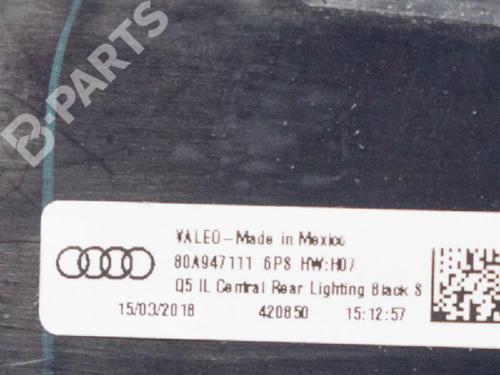 B-PARTS
VALEO-Made in Mexico
80A947111 6PS HW:H07
Q5 IL Central Rear Lighting Black S
15/03/2018 420850 15:12:57